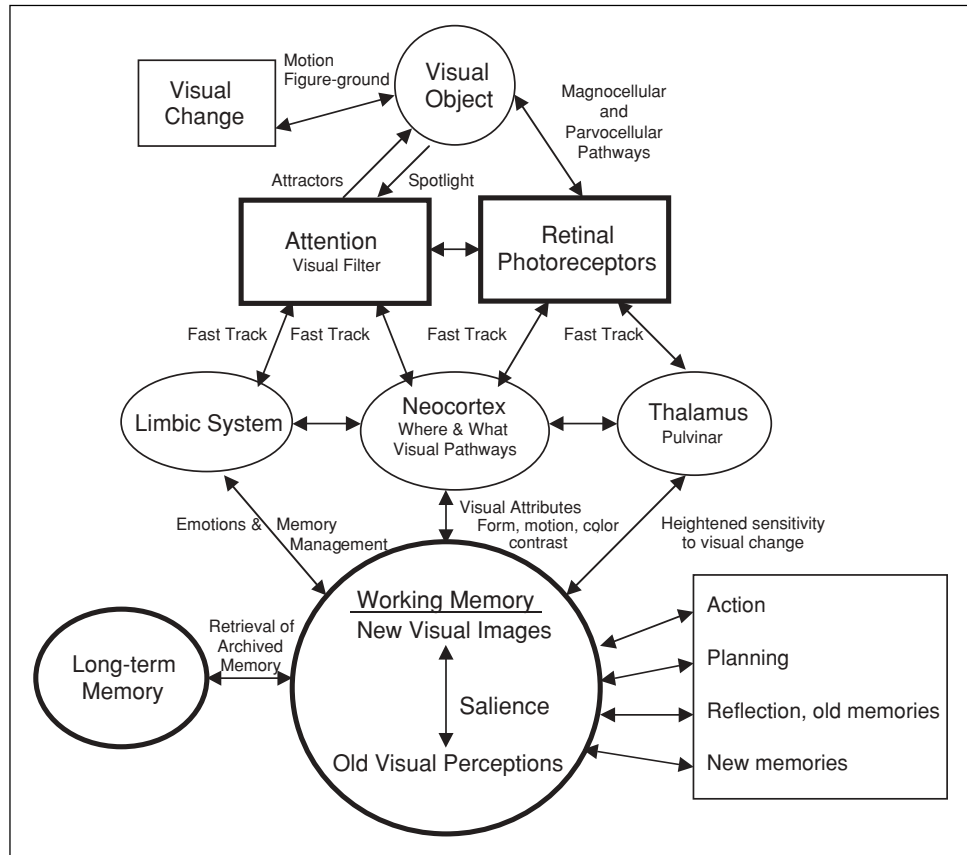 Visual
Change
Motion
Figure-ground
Visual
Object
Magnocellular
and
Parvocellular
Pathways
Attractors
Spotlight
Attention
Visual Filter
Retinal
Photoreceptors
Fast Track
Fast Track
Fast Track
Fast Track
Limbic System
Neocortex
Where & What
Visual Pathways
Thalamus
Pulvinar
Emotions & Memory
Management
Visual Attributes
Form, motion, color
contrast
Heightened sensitivity
to visual change
Working Memory
New Visual Images
Salience
Old Visual Perceptions
Long-term
Memory
Retrieval of
Archived
Memory
Action
Planning
Reflection, old memories
New memories